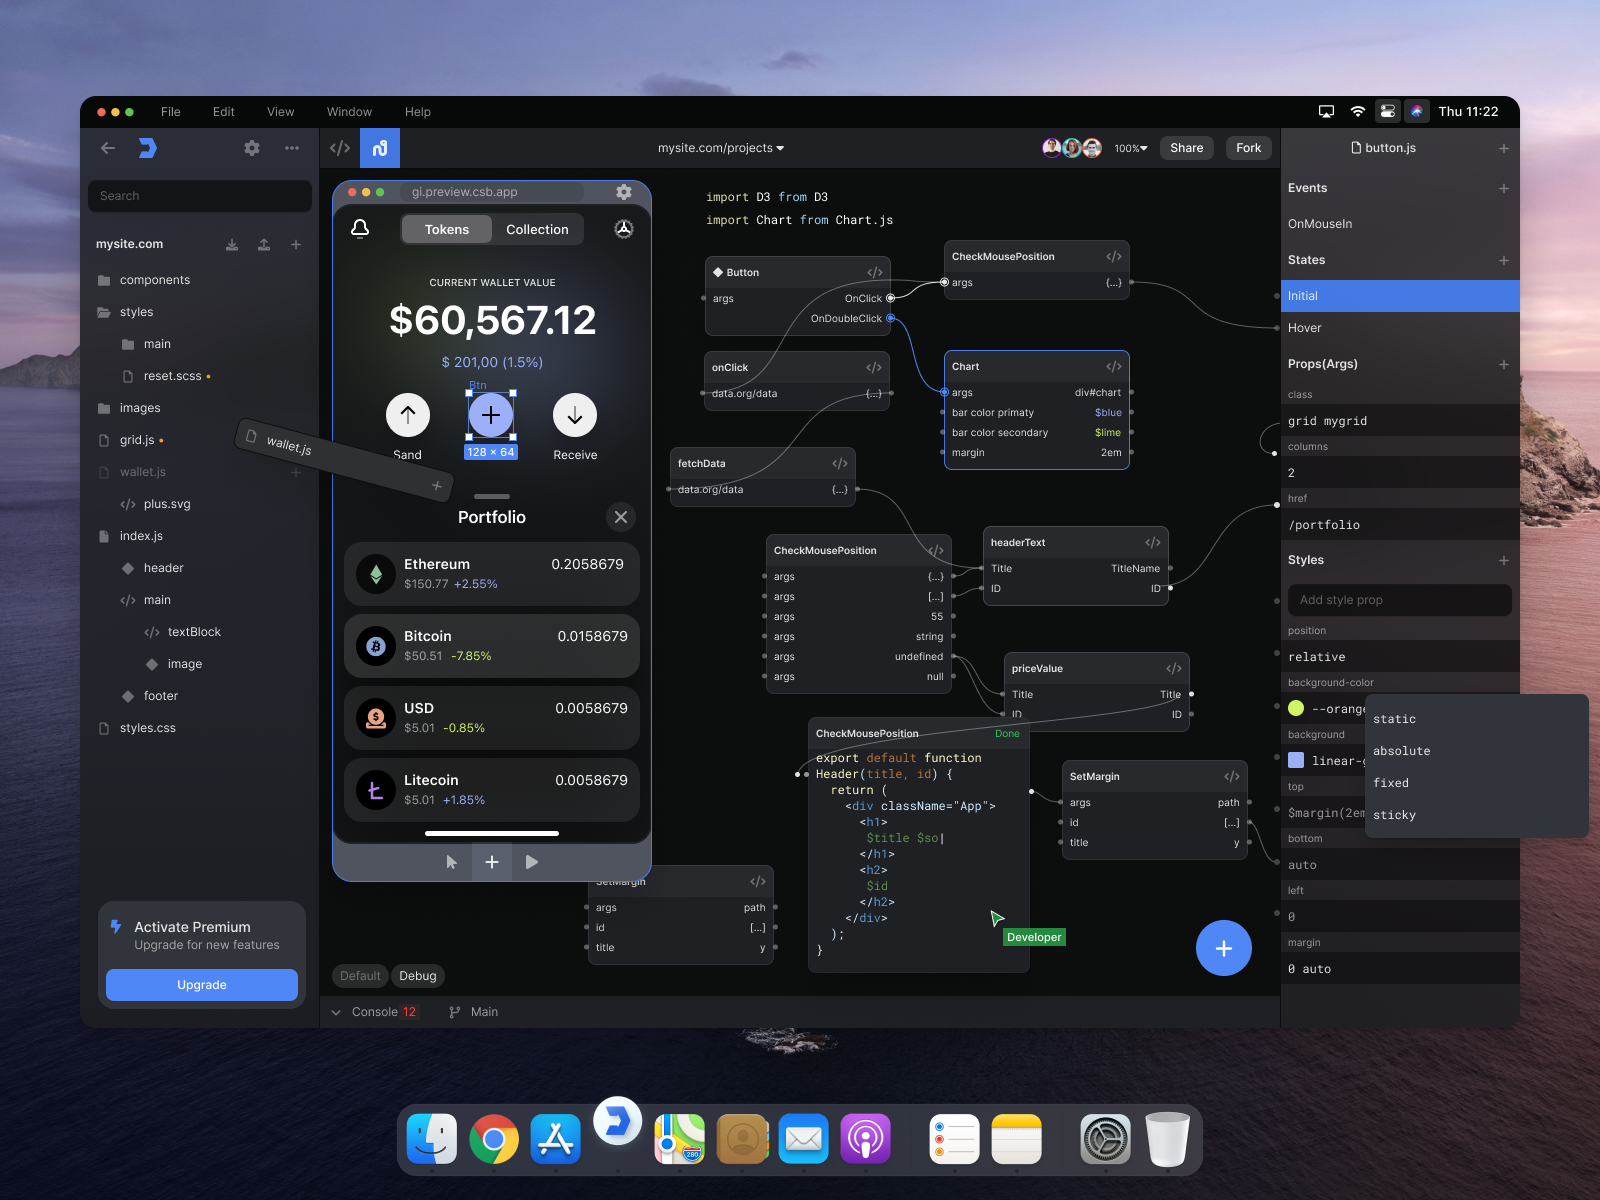 File Edit View Window Help
Thu 11:22
mysite.com/projects
100%
Share
Fork
button.js
Search
mysite.com
components
styles
main
reset.scss
images
grid.js
wallet.js
plus.svg
index.js
header
main
textBlock
image
footer
styles.css
wallet.js
Activate Premium
Upgrade for new features
Upgrade
gi.preview.csb.app
Tokens
Collection
CURRENT WALLET VALUE
$60,567.12
$ 201,00 (1.5%)
Btn
128 × 64
Sand
Receive
Portfolio
Ethereum 0.2058679
$150.77 +2.55%
Bitcoin 0.0158679
$50.51 -7.85%
USD 0.0058679
$5.01 -0.85%
Litecoin 0.0058679
$5.01 +1.85%
import D3 from D3
import Chart from Chart.js
Button
args OnClick
OnDoubleClick
CheckMousePosition
args {...}
onClick
data.org/data {...}
Chart
args div#chart
bar color primaty $blue
bar color secondary $lime
margin 2em
fetchData
data.org/data {...}
CheckMousePosition
args {...}
args [...]
args 55
args string
args undefined
args null
headerText
Title TitleName
ID ID
priceValue
Title Title
ID ID
CheckMousePosition Done
export default function
Header(title, id) {
return (
<div className="App">
<h1>
$title $so|
</h1>
<h2>
$id
</h2>
</div>
);
}
Developer
SetMargin
args path
id [...]
title y
SetMargin
args path
id [...]
title y
Default
Debug
Console 12
Main
Events
OnMouseIn
States
Initial
Hover
Props(Args)
class
grid mygrid
columns
2
href
/portfolio
Styles
Add style prop
position
relative
background-color
--orange
background
linear-g
top
$margin(2em
bottom
auto
left
0
margin
0 auto
static
absolute
fixed
sticky
280